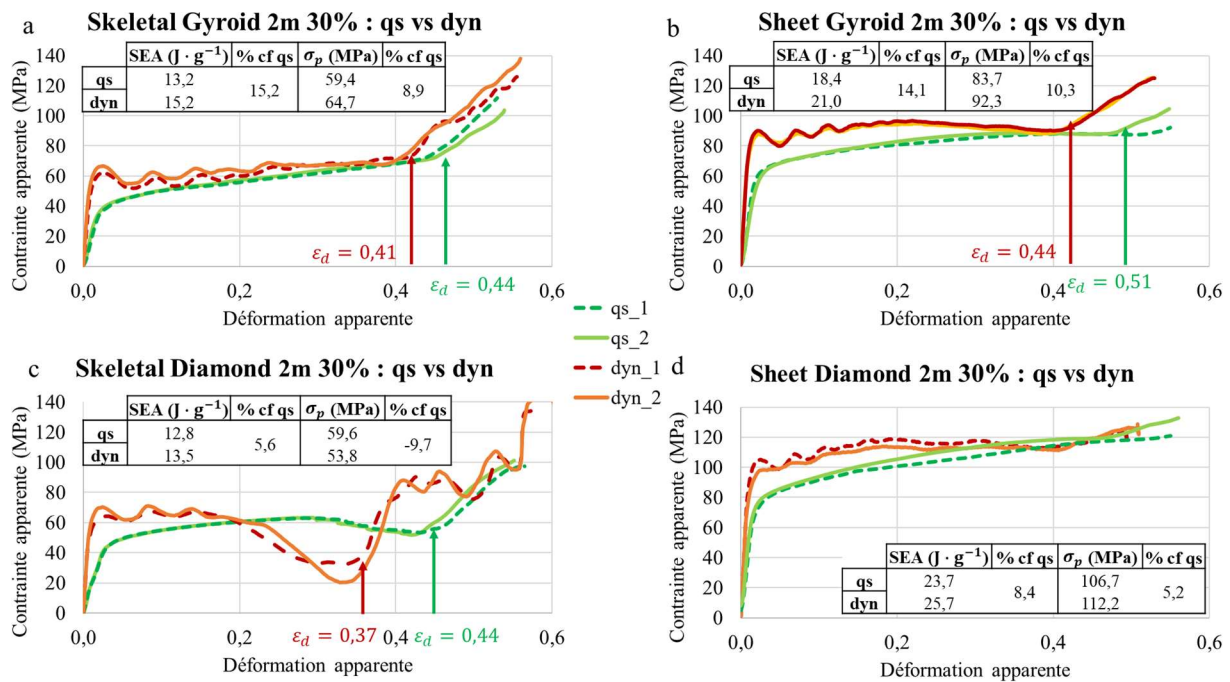 a
Skeletal Gyroid 2m 30% : qs vs dyn
SEA (J · g⁻¹) % cf qs σp (MPa) % cf qs
qs 13,2 15,2 59,4 8,9
dyn 15,2 64,7
Contrainte apparente (MPa)
140
120
100
80
60
40
20
0
0,0 0,2 0,4 0,6
εd = 0,41
εd = 0,44
Déformation apparente
b
Sheet Gyroid 2m 30% : qs vs dyn
SEA (J · g⁻¹) % cf qs σp (MPa) % cf qs
qs 18,4 14,1 83,7 10,3
dyn 21,0 92,3
Contrainte apparente (MPa)
140
120
100
80
60
40
20
0
0,0 0,2 0,4 0,6
εd = 0,44
εd = 0,51
Déformation apparente
qs_1
qs_2
dyn_1
dyn_2
c
Skeletal Diamond 2m 30% : qs vs dyn
SEA (J · g⁻¹) % cf qs σp (MPa) % cf qs
qs 12,8 5,6 59,6 -9,7
dyn 13,5 53,8
Contrainte apparente (MPa)
140
120
100
80
60
40
20
0
0,0 0,2 0,4 0,6
εd = 0,37
εd = 0,44
Déformation apparente
d
Sheet Diamond 2m 30% : qs vs dyn
Contrainte apparente (MPa)
140
120
100
80
60
40
20
0
SEA (J · g⁻¹) % cf qs σp (MPa) % cf qs
qs 23,7 8,4 106,7 5,2
dyn 25,7 112,2
0,0 0,2 0,4 0,6
Déformation apparente